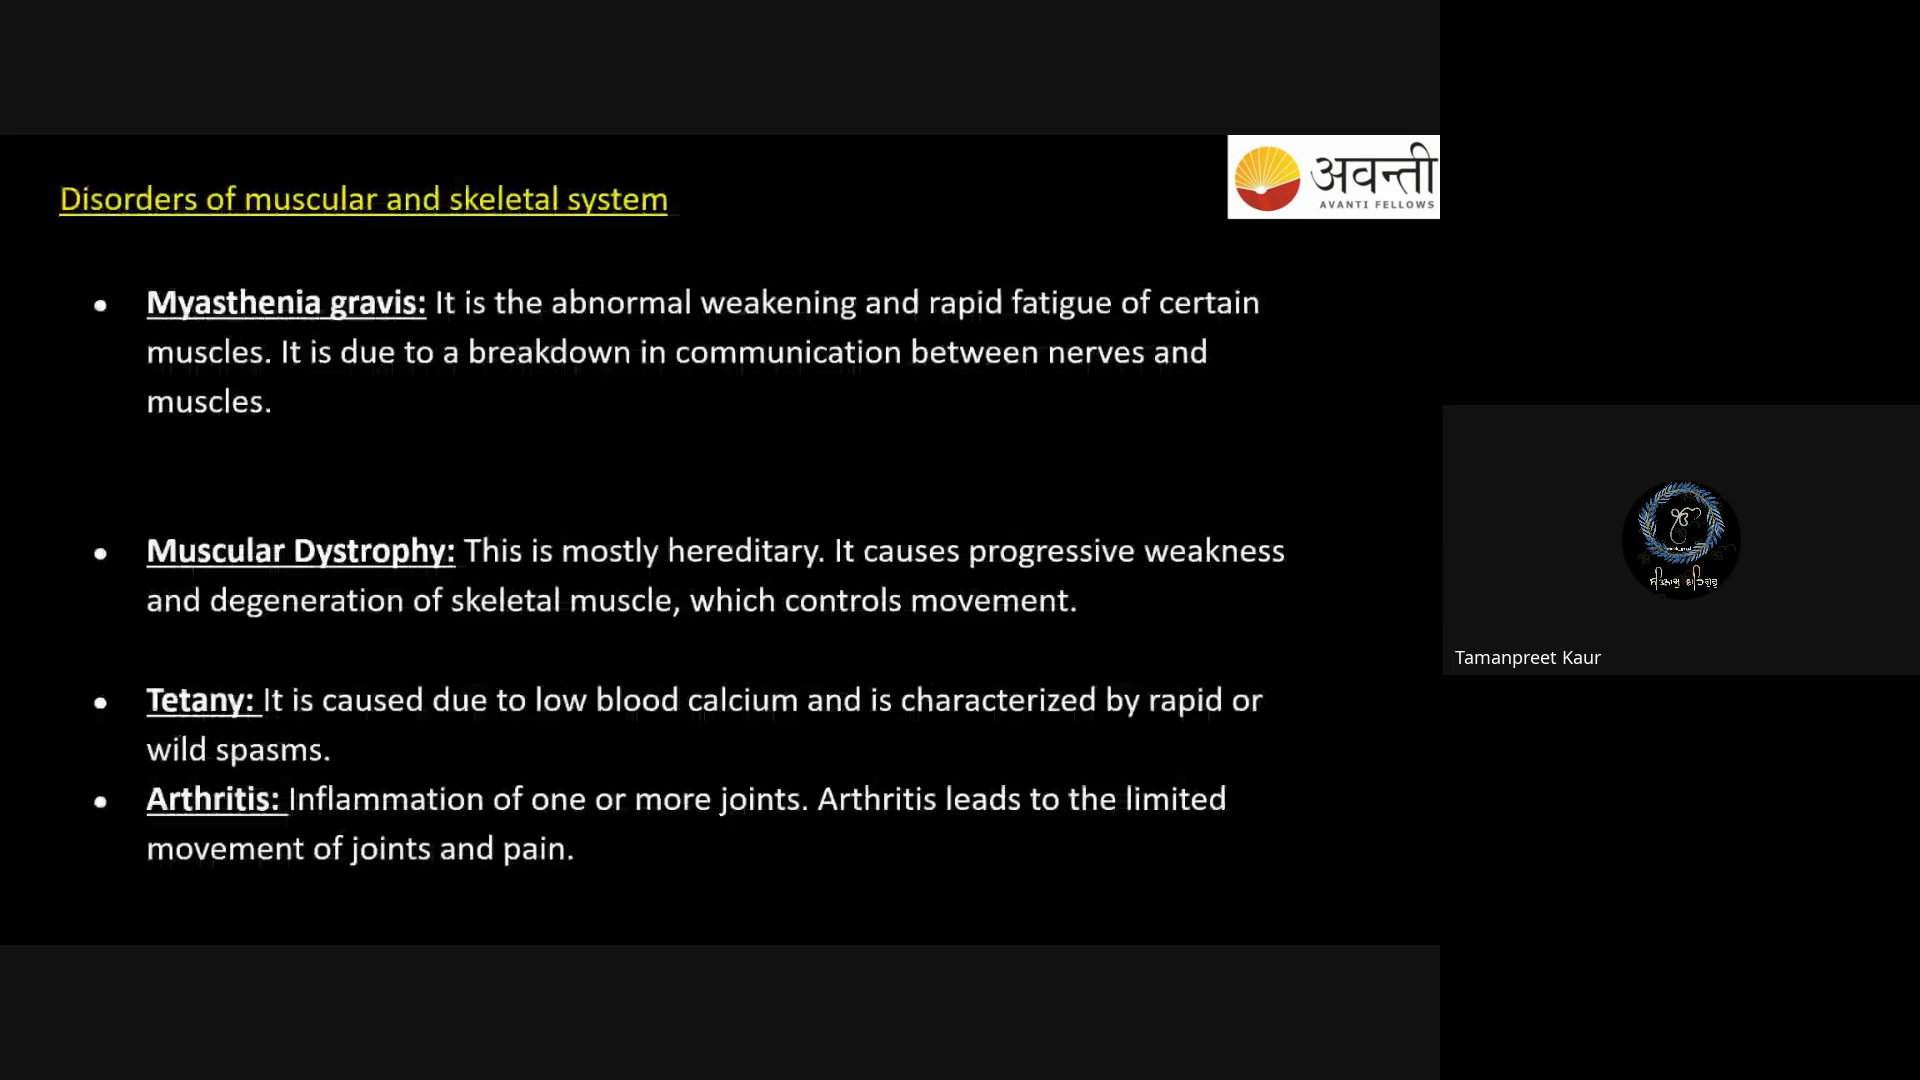 Disorders of muscular and skeletal system
अवन्ती
AVANTI FELLOWS
Myasthenia gravis: It is the abnormal weakening and rapid fatigue of certain
muscles. It is due to a breakdown in communication between nerves and
muscles.
Muscular Dystrophy: This is mostly hereditary. It causes progressive weakness
and degeneration of skeletal muscle, which controls movement.
Tetany: It is caused due to low blood calcium and is characterized by rapid or
wild spasms.
Arthritis: Inflammation of one or more joints. Arthritis leads to the limited
movement of joints and pain.
ੴ
Tamanpreet Kaur